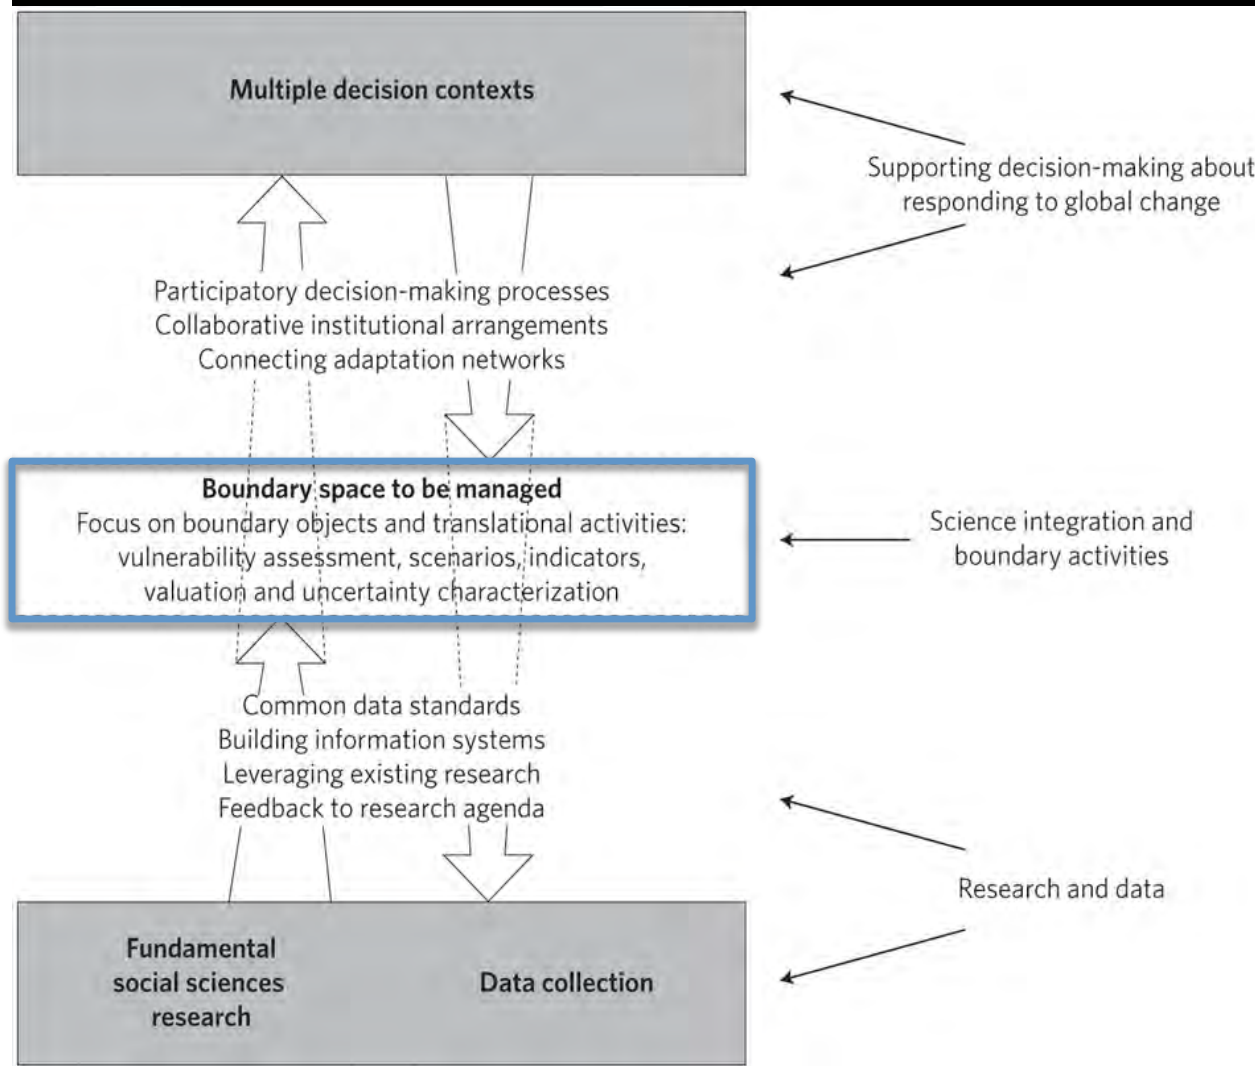 Multiple decision contexts
Supporting decision-making about
responding to global change
Participatory decision-making processes
Collaborative institutional arrangements
Connecting adaptation networks
Boundary space to be managed
Focus on boundary objects and translational activities:
vulnerability assessment, scenarios, indicators,
valuation and uncertainty characterization
Science integration and
boundary activities
Common data standards
Building information systems
Leveraging existing research
Feedback to research agenda
Research and data
Fundamental
social sciences
research
Data collection